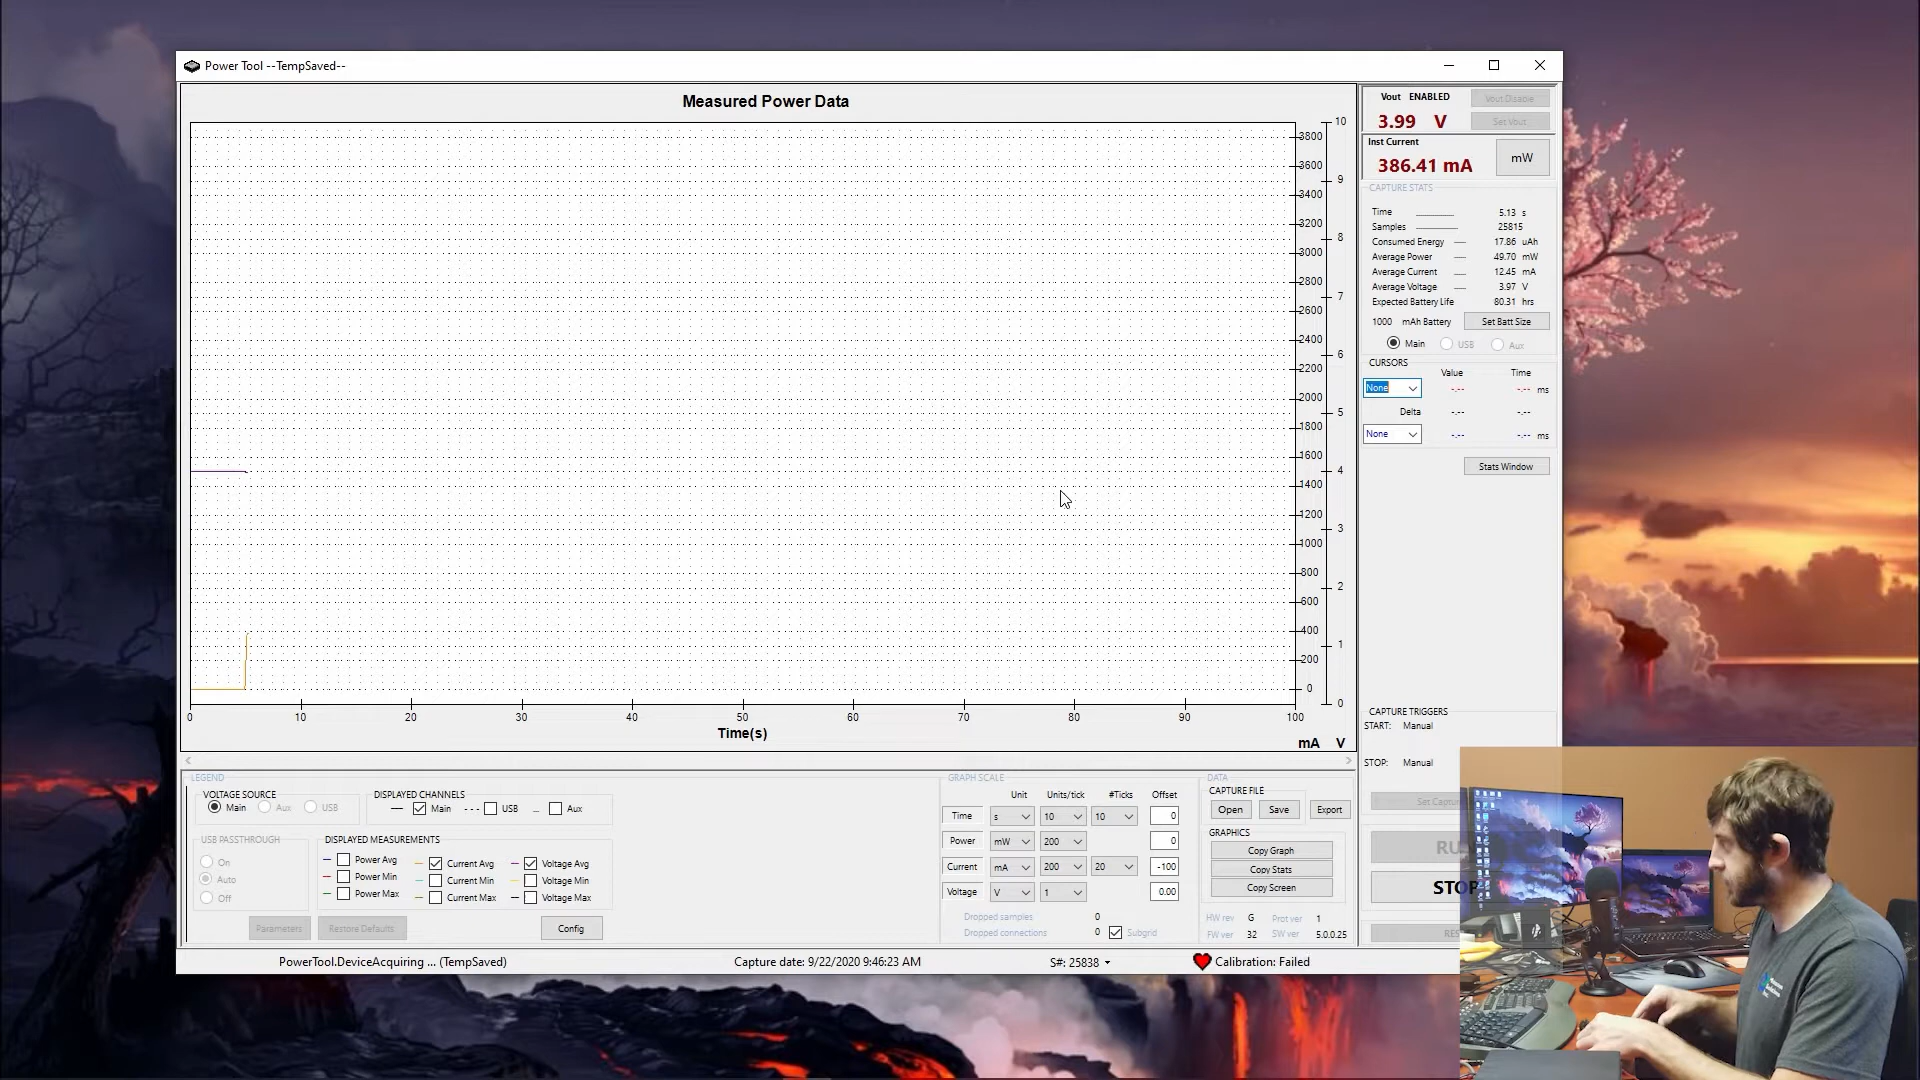 Power Tool --TempSaved--
Measured Power Data
3800
3600
3400
3200
3000
2800
2600
2400
2200
2000
1800
1600
1400
1200
1000
800
600
400
200
0
10
9
8
7
6
5
4
3
2
1
0
0 10 20 30 40 50 60 70 80 90 100
Time(s)
mA V
Vout ENABLED Vout Disable
3.99 V Set Vout
Inst Current
386.41 mA mW
CAPTURE STATS
Time 5.13 s
Samples 25815
Consumed Energy 17.86 uAh
Average Power 49.70 mW
Average Current 12.45 mA
Average Voltage 3.97 V
Expected Battery Life 80.31 hrs
1000 mAh Battery Set Batt Size
Main USB Aux
CURSORS
Value Time
None -.-- -.-- ms
Delta -.-- -.--
None -.-- -.-- ms
Stats Window
CAPTURE TRIGGERS
START: Manual
STOP: Manual
STOP
LEGEND
VOLTAGE SOURCE
Main Aux USB
DISPLAYED CHANNELS
Main USB Aux
USB PASSTHROUGH
On
Auto
Off
DISPLAYED MEASUREMENTS
Power Avg Current Avg Voltage Avg
Power Min Current Min Voltage Min
Power Max Current Max Voltage Max
Parameters Restore Defaults Config
GRAPH SCALE
Unit Units/tick #Ticks Offset
Time s 10 10 0
Power mW 200 0
Current mA 200 20 -100
Voltage V 1 0.00
Dropped samples 0
Dropped connections 0 Subgrid
DATA
CAPTURE FILE
Open Save Export
GRAPHICS
Copy Graph
Copy Stats
Copy Screen
HW rev G Prot ver 1
FW ver 32 SW ver 5.0.0.25
PowerTool.DeviceAcquiring ... (TempSaved) Capture date: 9/22/2020 9:46:23 AM S#: 25838 Calibration: Failed